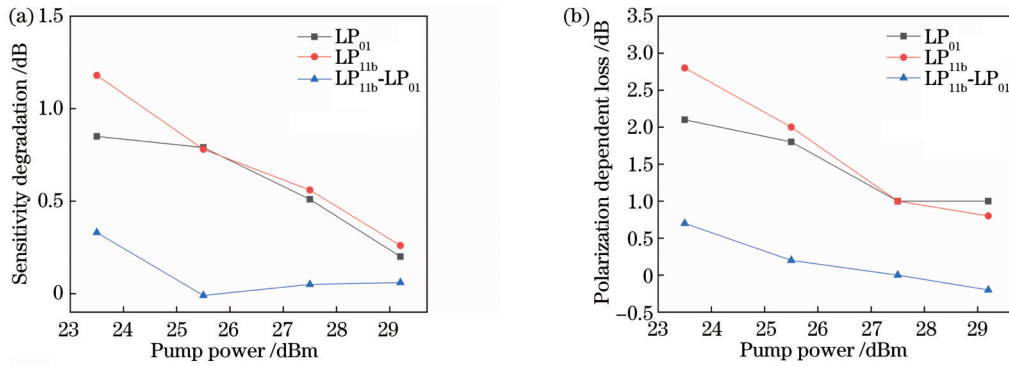 (a)
1.5
1.0
0.5
0
Sensitivity degradation /dB
LP01
LP11b
LP11b-LP01
23 24 25 26 27 28 29
Pump power /dBm
(b)
3.5
3.0
2.5
2.0
1.5
1.0
0.5
0
−0.5
Polarization dependent loss /dB
LP01
LP11b
LP11b-LP01
23 24 25 26 27 28 29
Pump power /dBm